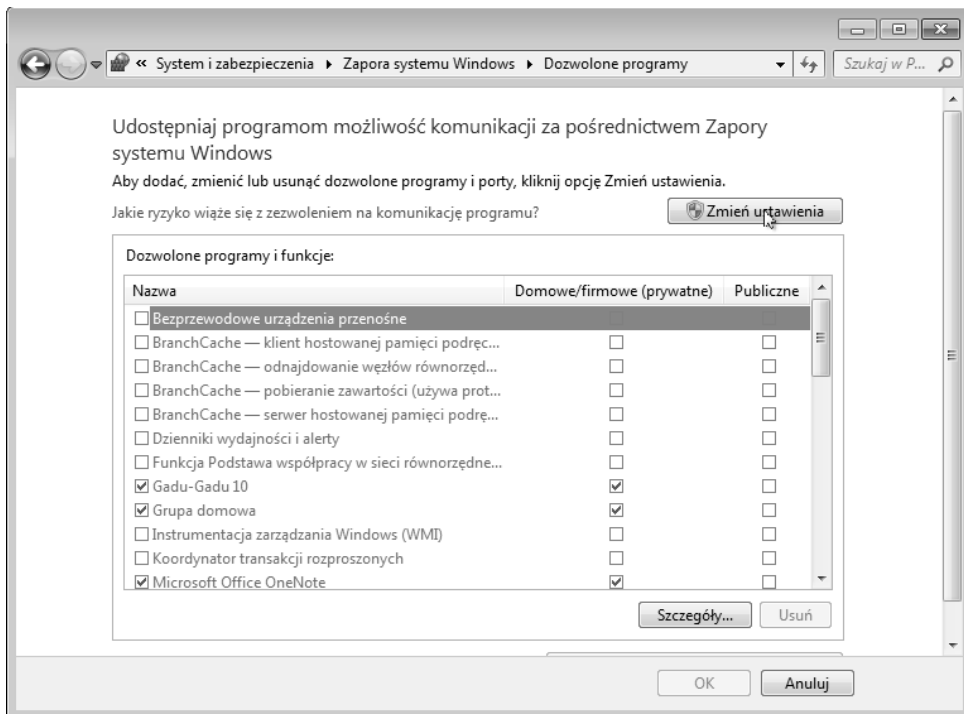 « System i zabezpieczenia ▸ Zapora systemu Windows ▸ Dozwolone programy
Szukaj w P...
Udostępniaj programom możliwość komunikacji za pośrednictwem Zapory
systemu Windows
Aby dodać, zmienić lub usunąć dozwolone programy i porty, kliknij opcję Zmień ustawienia.
Jakie ryzyko wiąże się z zezwoleniem na komunikację programu?
Zmień ustawienia
Dozwolone programy i funkcje:
Nazwa Domowe/firmowe (prywatne) Publiczne
Bezprzewodowe urządzenia przenośne
BranchCache — klient hostowanej pamięci podręc...
BranchCache — odnajdowanie węzłów równorzęd...
BranchCache — pobieranie zawartości (używa prot...
BranchCache — serwer hostowanej pamięci podrę...
Dzienniki wydajności i alerty
Funkcja Podstawa współpracy w sieci równorzędne...
Gadu-Gadu 10
Grupa domowa
Instrumentacja zarządzania Windows (WMI)
Koordynator transakcji rozproszonych
Microsoft Office OneNote
Szczegóły... Usuń
OK Anuluj